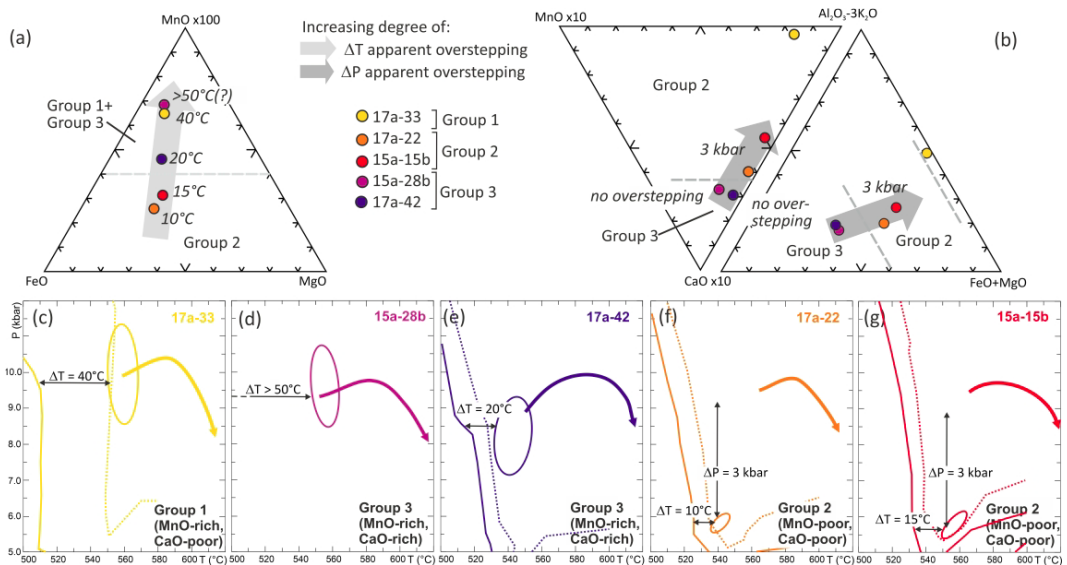 (a)
MnO x100
Group 1+
Group 3
>50°C(?)
40°C
20°C
15°C
10°C
Group 2
FeO
MgO
Increasing degree of:
ΔT apparent overstepping
ΔP apparent overstepping
17a-33
Group 1
17a-22
15a-15b
Group 2
15a-28b
17a-42
Group 3
(b)
MnO x10
Al₂O₃-3K₂O
Group 2
3 kbar
no overstepping
Group 3
CaO x10
no over-
stepping
3 kbar
Group 3
Group 2
FeO+MgO
(c)
17a-33
P (kbar)
10.0
9.0
8.0
7.0
6.0
5.0
ΔT = 40°C
Group 1
(MnO-rich,
CaO-poor)
500 520 540 560 580 600 T (°C)
(d)
15a-28b
ΔT > 50°C
Group 3
(MnO-rich,
CaO-rich)
500 520 540 560 580 600 T (°C)
(e)
17a-42
ΔT = 20°C
Group 3
(MnO-rich,
CaO-rich)
500 520 540 560 580 600 T (°C)
(f)
17a-22
ΔP = 3 kbar
ΔT = 10°C
Group 2
(MnO-poor,
CaO-poor)
500 520 540 560 580 600 T (°C)
(g)
15a-15b
ΔP = 3 kbar
ΔT = 15°C
Group 2
(MnO-poor,
CaO-poor)
500 520 540 560 580 600 T (°C)